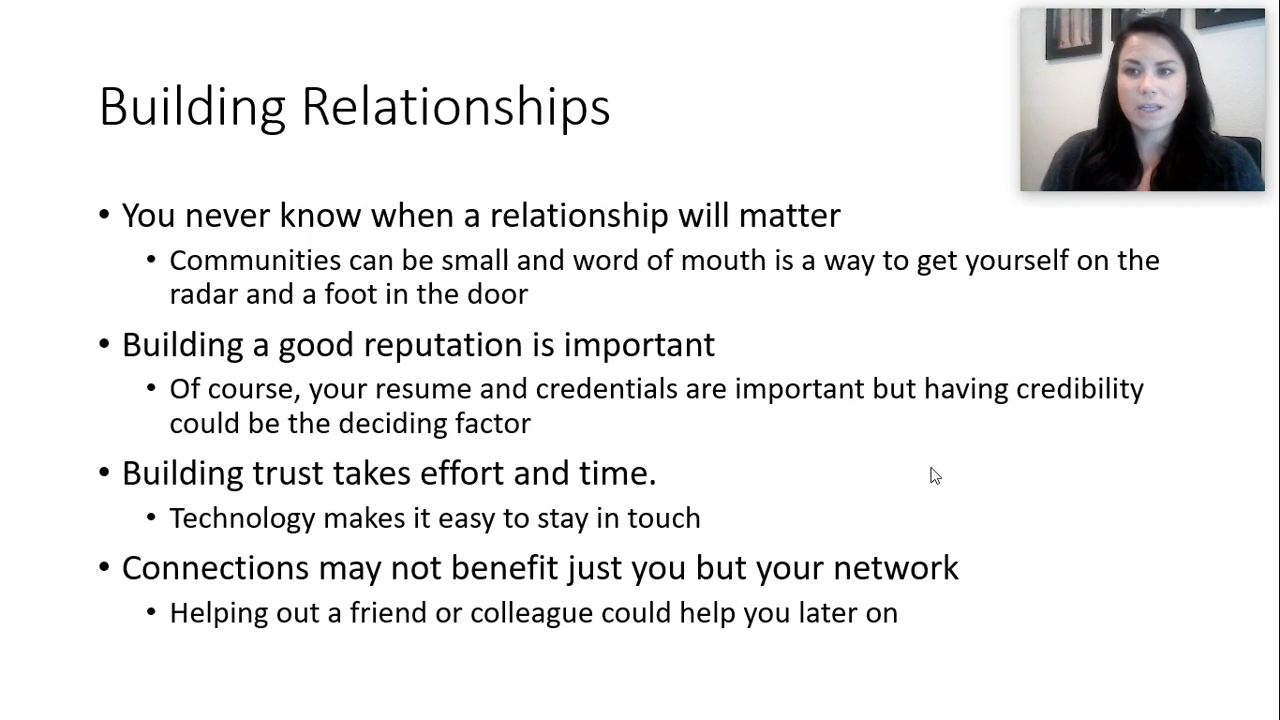 Building Relationships
• You never know when a relationship will matter
• Communities can be small and word of mouth is a way to get yourself on the
radar and a foot in the door
• Building a good reputation is important
• Of course, your resume and credentials are important but having credibility
could be the deciding factor
• Building trust takes effort and time.
• Technology makes it easy to stay in touch
• Connections may not benefit just you but your network
• Helping out a friend or colleague could help you later on